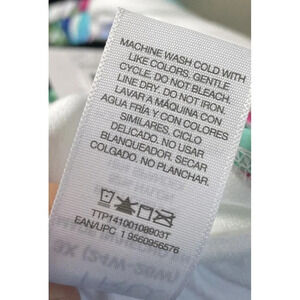 MACHINE WASH COLD WITH
LIKE COLORS. GENTLE
CYCLE. DO NOT BLEACH.
LINE DRY. DO NOT IRON.
LAVAR A MÁQUINA CON
AGUA FRÍA Y CON COLORES
SIMILARES, CICLO
DELICADO, NO USAR
BLANQUEADOR, SECAR
COLGADO, NO PLANCHAR.
TTP14100108903T
EAN/UPC 1 9560956576